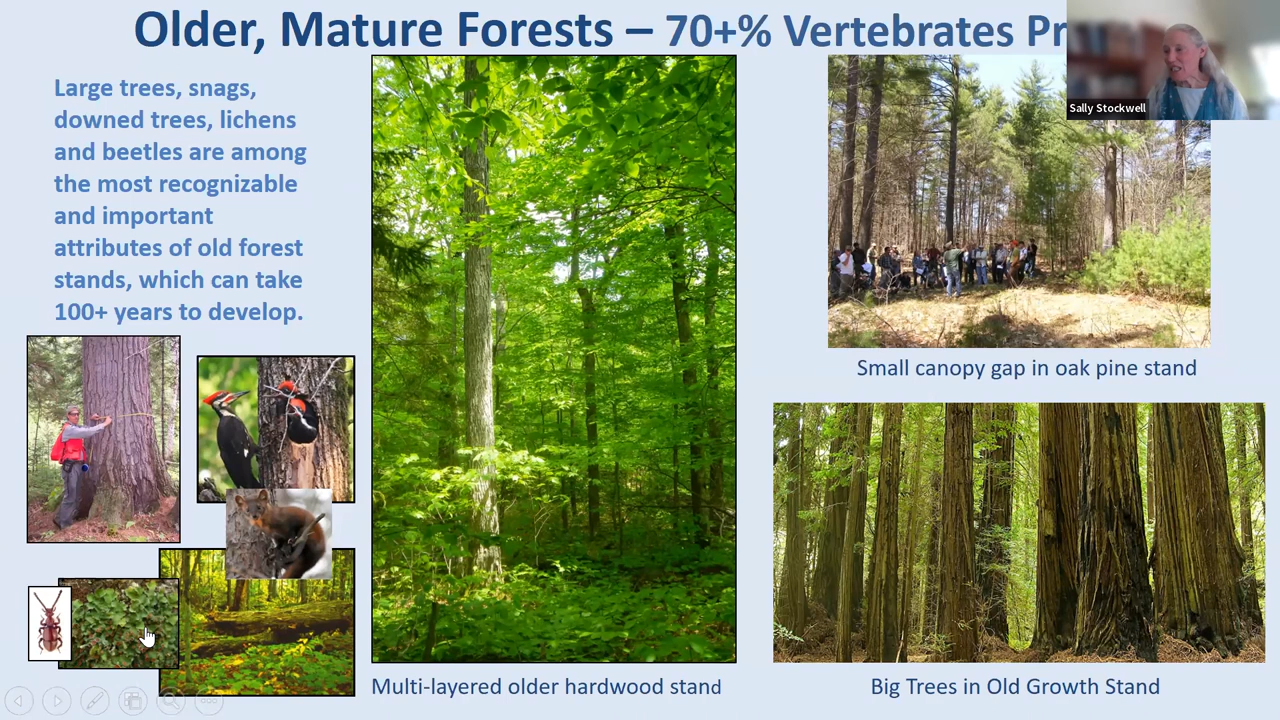 Older, Mature Forests – 70+% Vertebrates
Sally Stockwell
Large trees, snags,
downed trees, lichens
and beetles are among
the most recognizable
and important
attributes of old forest
stands, which can take
100+ years to develop.
Small canopy gap in oak pine stand
Multi-layered older hardwood stand
Big Trees in Old Growth Stand